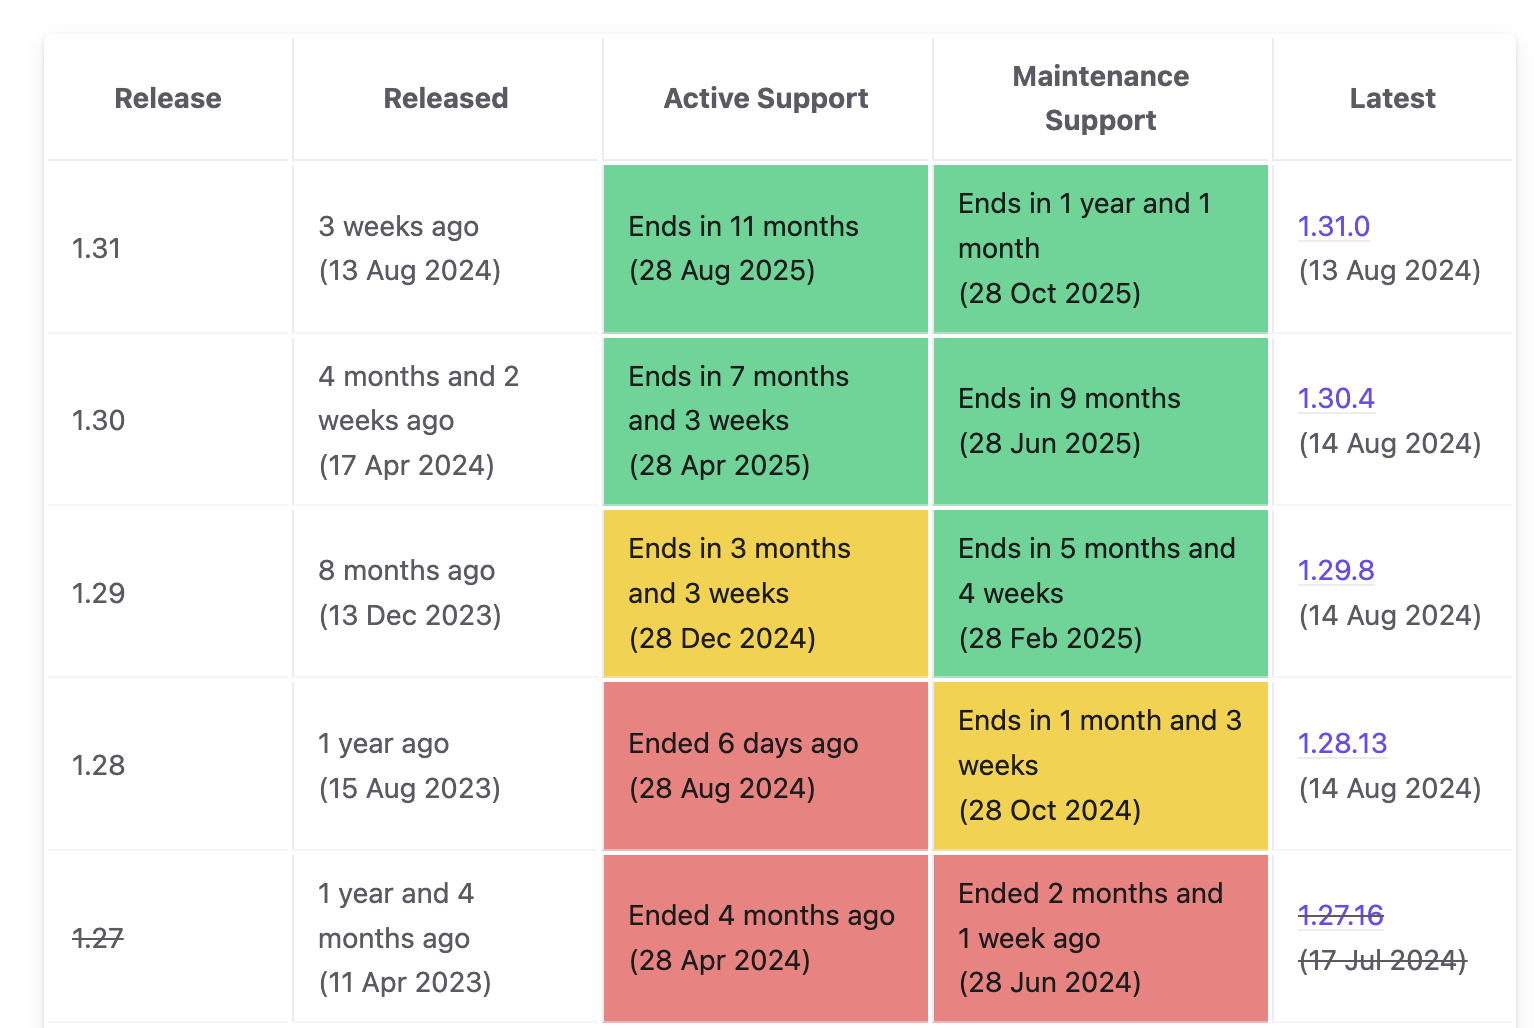 Release
Released
Active Support
Maintenance
Support
Latest
1.31
3 weeks ago
(13 Aug 2024)
Ends in 11 months
(28 Aug 2025)
Ends in 1 year and 1
month
(28 Oct 2025)
1.31.0
(13 Aug 2024)
1.30
4 months and 2
weeks ago
(17 Apr 2024)
Ends in 7 months
and 3 weeks
(28 Apr 2025)
Ends in 9 months
(28 Jun 2025)
1.30.4
(14 Aug 2024)
1.29
8 months ago
(13 Dec 2023)
Ends in 3 months
and 3 weeks
(28 Dec 2024)
Ends in 5 months and
4 weeks
(28 Feb 2025)
1.29.8
(14 Aug 2024)
1.28
1 year ago
(15 Aug 2023)
Ended 6 days ago
(28 Aug 2024)
Ends in 1 month and 3
weeks
(28 Oct 2024)
1.28.13
(14 Aug 2024)
1.27
1 year and 4
months ago
(11 Apr 2023)
Ended 4 months ago
(28 Apr 2024)
Ended 2 months and
1 week ago
(28 Jun 2024)
1.27.16
(17 Jul 2024)